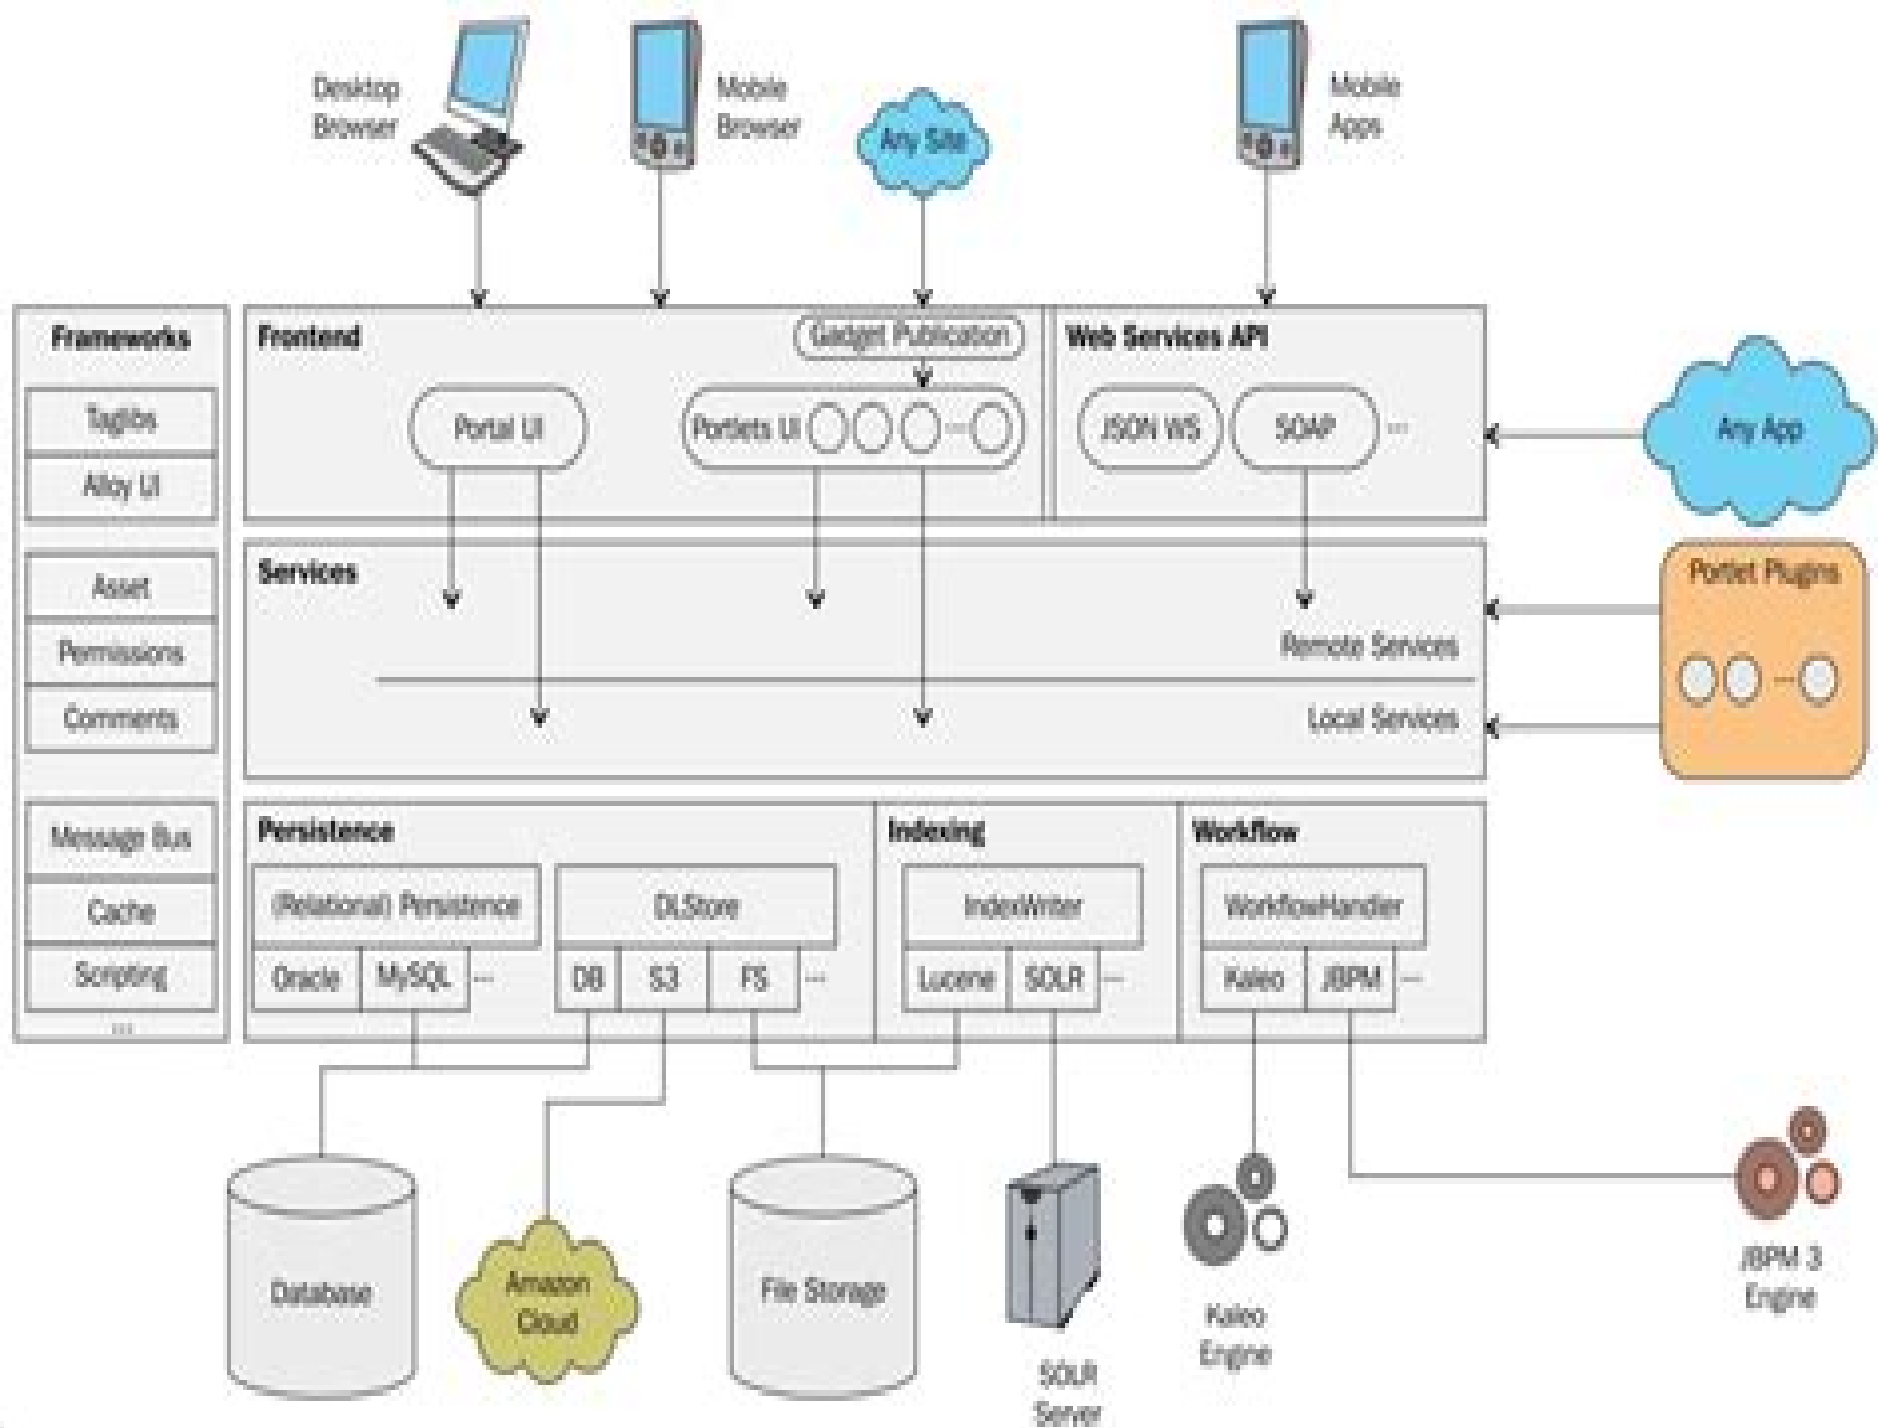 Desktop
Browser
Mobile
Browser
Any Site
Mobile
Apps
Frameworks
Taglibs
Alloy UI
Asset
Permissions
Comments
Message Bus
Cache
Scripting
...
Frontend
Gadget Publication
Portal UI
Portlets UI
...
Web Services API
JSON WS
SOAP
...
Any App
Services
Remote Services
Local Services
Portlet Plugins
...
Persistence
(Relational) Persistence
Oracle
MySQL
...
DLStore
DB
S3
FS
...
Indexing
IndexWriter
Lucene
SOLR
...
Workflow
WorkflowHandler
Kaleo
JBPM
...
Database
Amazon
Cloud
File Storage
SOLR
Server
Kaleo
Engine
JBPM 3
Engine